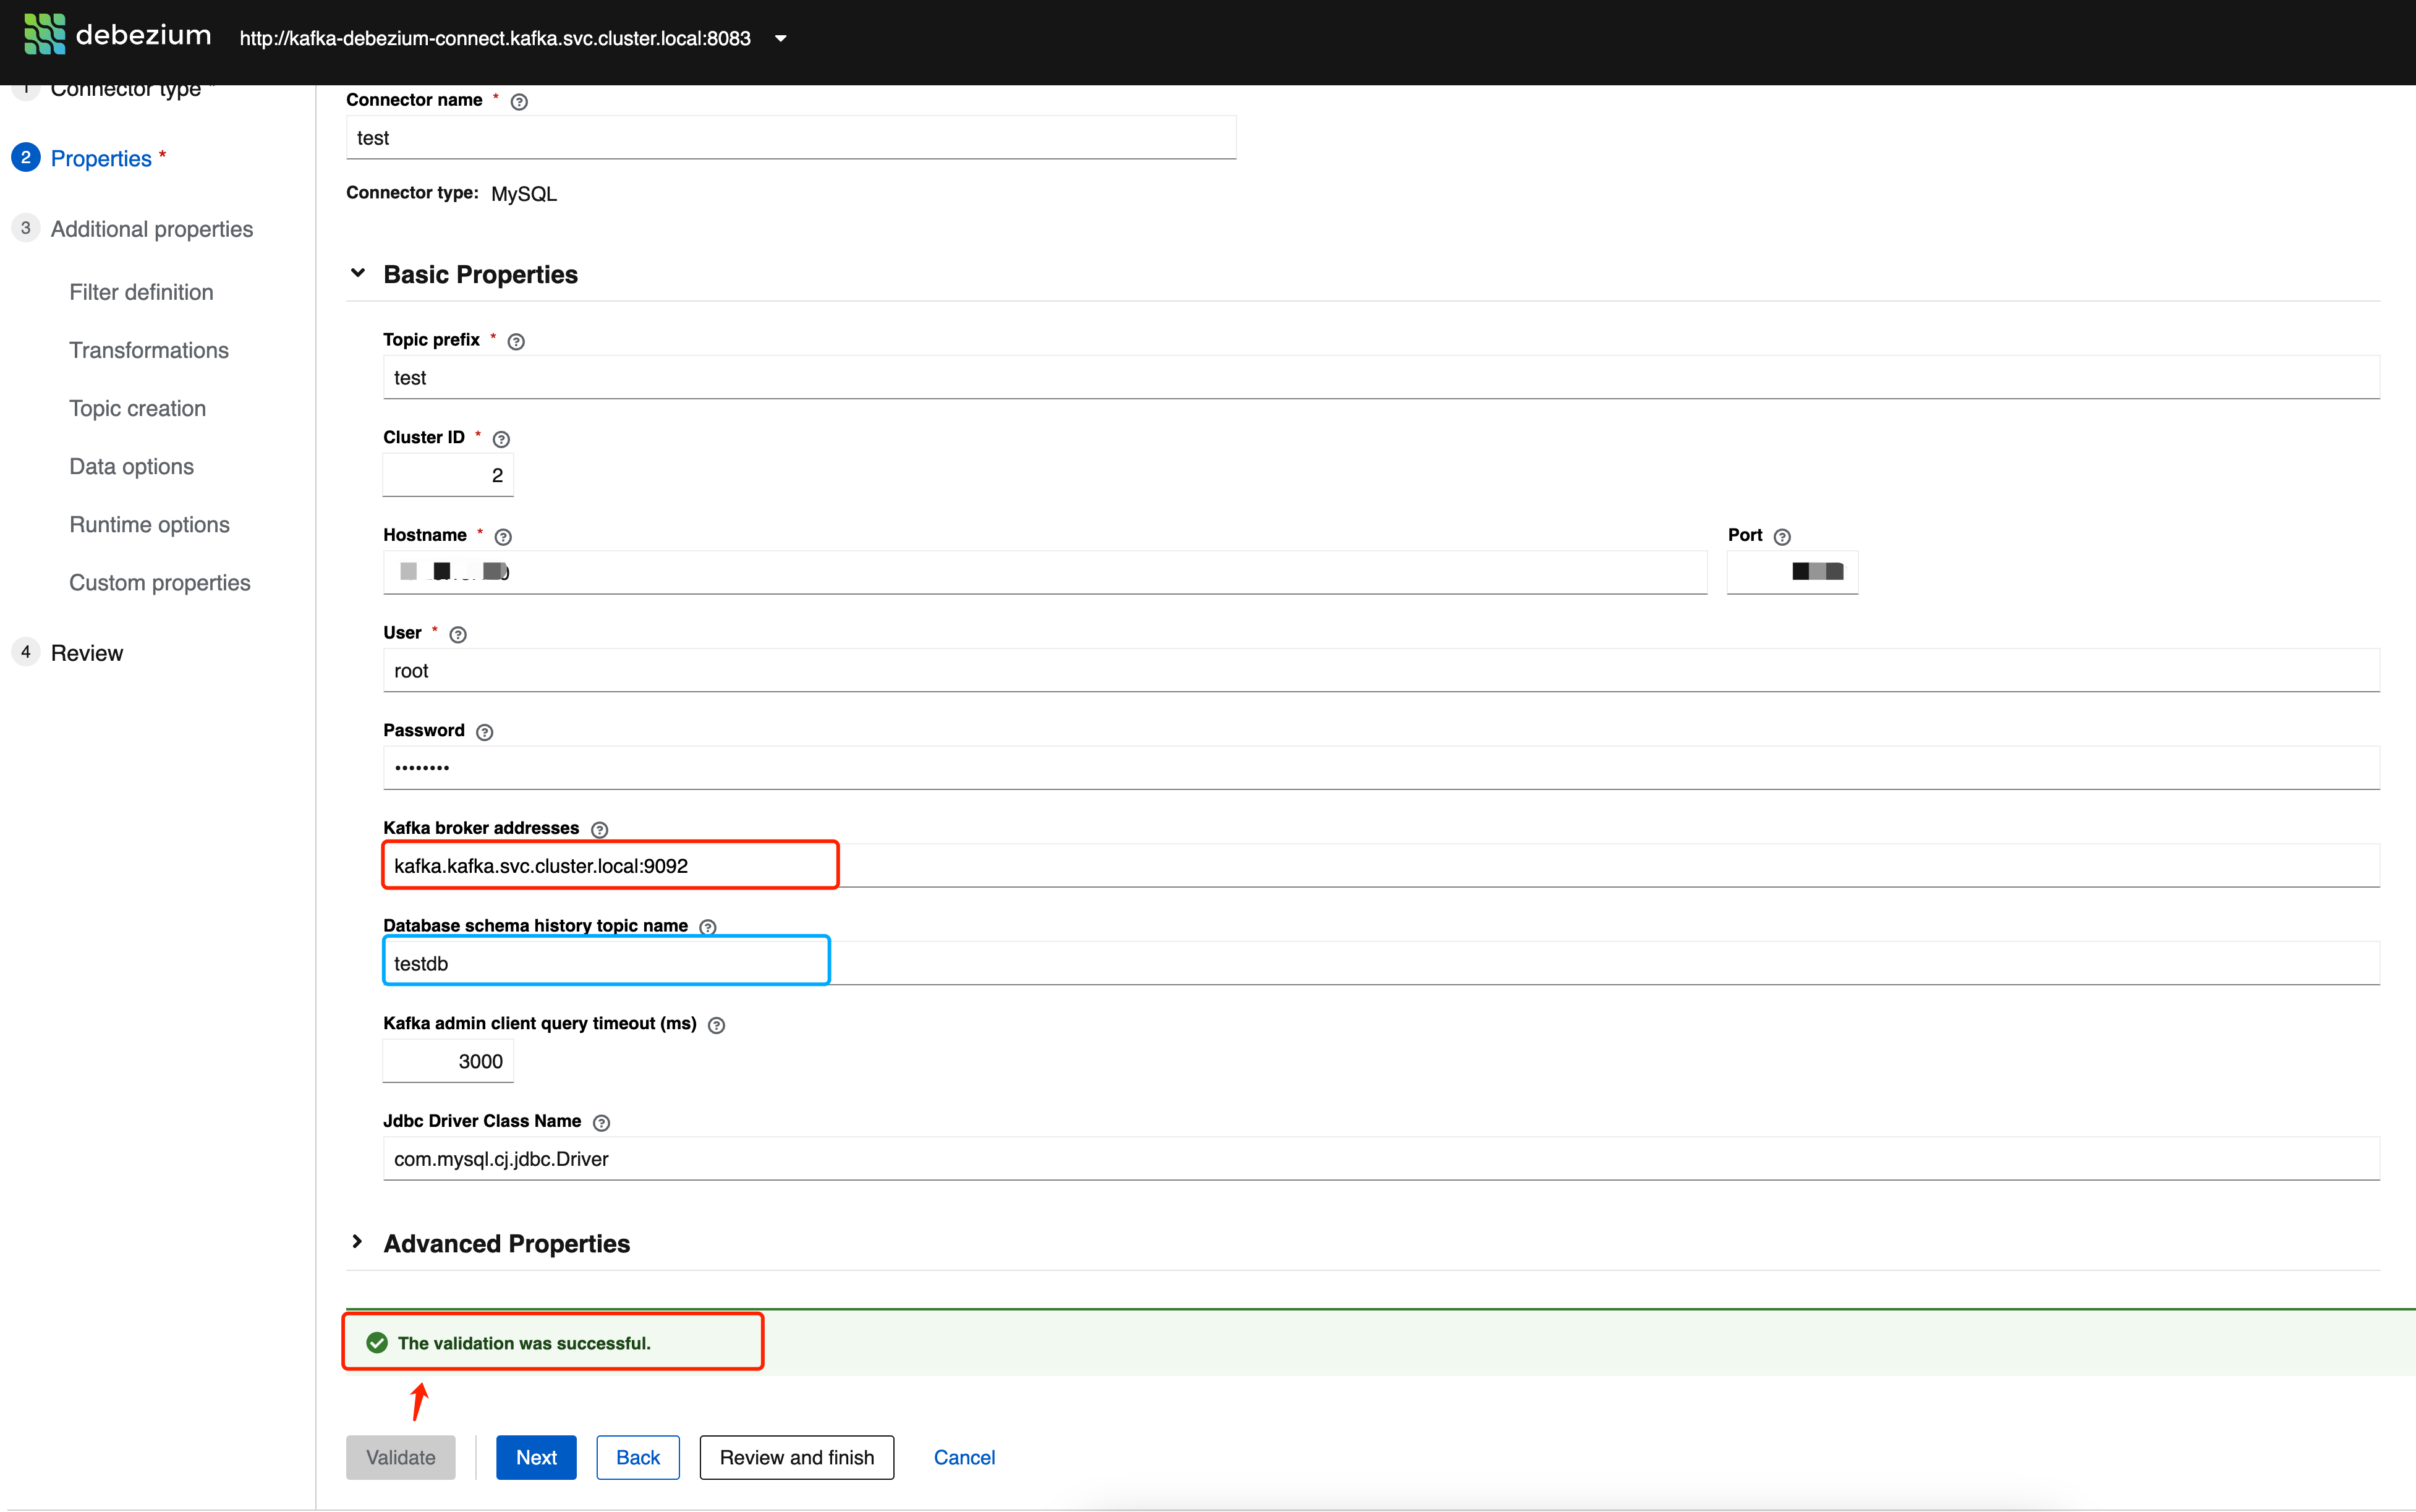 debezium http://kafka-debezium-connect.kafka.svc.cluster.local:8083
1 Connector type *
2 Properties *
3 Additional properties
Filter definition
Transformations
Topic creation
Data options
Runtime options
Custom properties
4 Review
Connector name *
test
Connector type: MySQL
Basic Properties
Topic prefix *
test
Cluster ID *
2
Hostname *
Port
User *
root
Password
••••••••
Kafka broker addresses
kafka.kafka.svc.cluster.local:9092
Database schema history topic name
testdb
Kafka admin client query timeout (ms)
3000
Jdbc Driver Class Name
com.mysql.cj.jdbc.Driver
Advanced Properties
The validation was successful.
Validate Next Back Review and finish Cancel